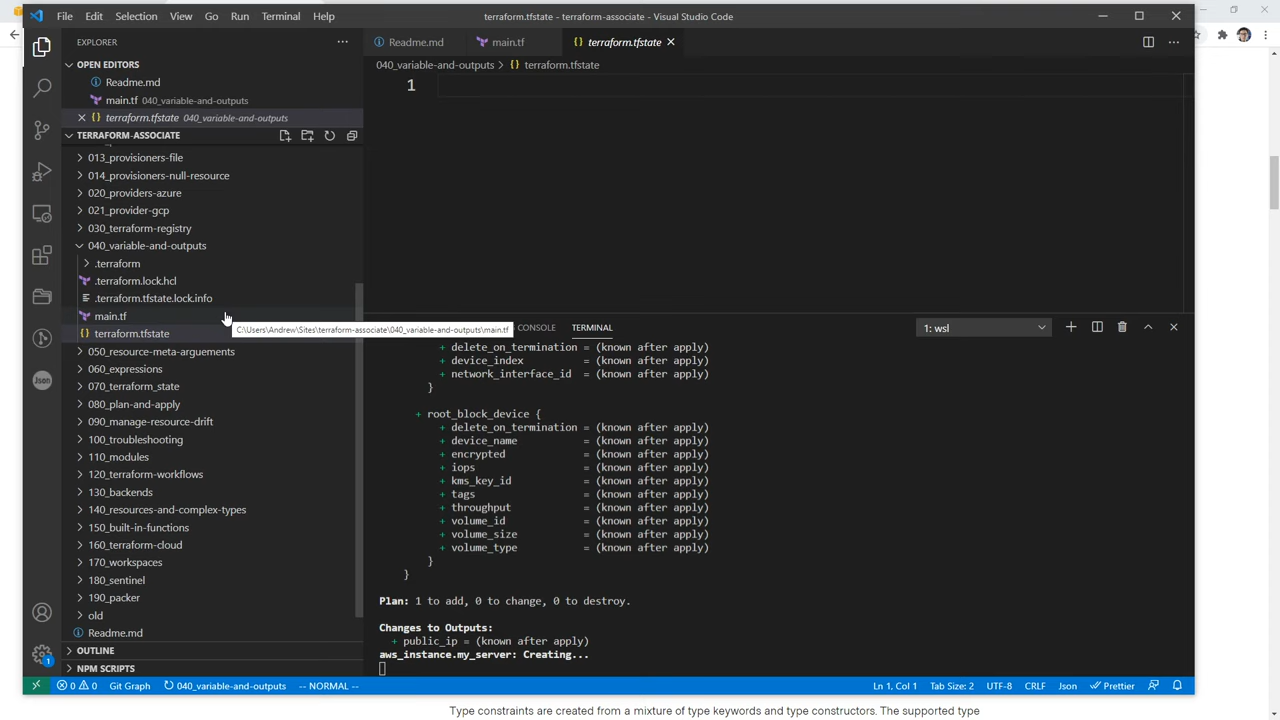 File Edit Selection View Go Run Terminal Help
terraform.tfstate - terraform-associate - Visual Studio Code
EXPLORER
OPEN EDITORS
Readme.md
main.tf 040_variable-and-outputs
terraform.tfstate 040_variable-and-outputs
TERRAFORM-ASSOCIATE
013_provisioners-file
014_provisioners-null-resource
020_providers-azure
021_provider-gcp
030_terraform-registry
040_variable-and-outputs
.terraform
.terraform.lock.hcl
.terraform.tfstate.lock.info
main.tf
terraform.tfstate
050_resource-meta-arguements
060_expressions
070_terraform_state
080_plan-and-apply
090_manage-resource-drift
100_troubleshooting
110_modules
120_terraform-workflows
130_backends
140_resources-and-complex-types
150_built-in-functions
160_terraform-cloud
170_workspaces
180_sentinel
190_packer
old
Readme.md
OUTLINE
NPM SCRIPTS
Json
1
Readme.md main.tf terraform.tfstate
040_variable-and-outputs > {} terraform.tfstate
1
C:\Users\Andrew\Sites\terraform-associate\040_variable-and-outputs\main.tf
CONSOLE TERMINAL 1: wsl
+ delete_on_termination = (known after apply)
+ device_index = (known after apply)
+ network_interface_id = (known after apply)
}
+ root_block_device {
+ delete_on_termination = (known after apply)
+ device_name = (known after apply)
+ encrypted = (known after apply)
+ iops = (known after apply)
+ kms_key_id = (known after apply)
+ tags = (known after apply)
+ throughput = (known after apply)
+ volume_id = (known after apply)
+ volume_size = (known after apply)
+ volume_type = (known after apply)
}
}
Plan: 1 to add, 0 to change, 0 to destroy.
Changes to Outputs:
+ public_ip = (known after apply)
aws_instance.my_server: Creating...
0 0 Git Graph 040_variable-and-outputs -- NORMAL -- Ln 1, Col 1 Tab Size: 2 UTF-8 CRLF Json Prettier
Type constraints are created from a mixture of type keywords and type constructors. The supported type